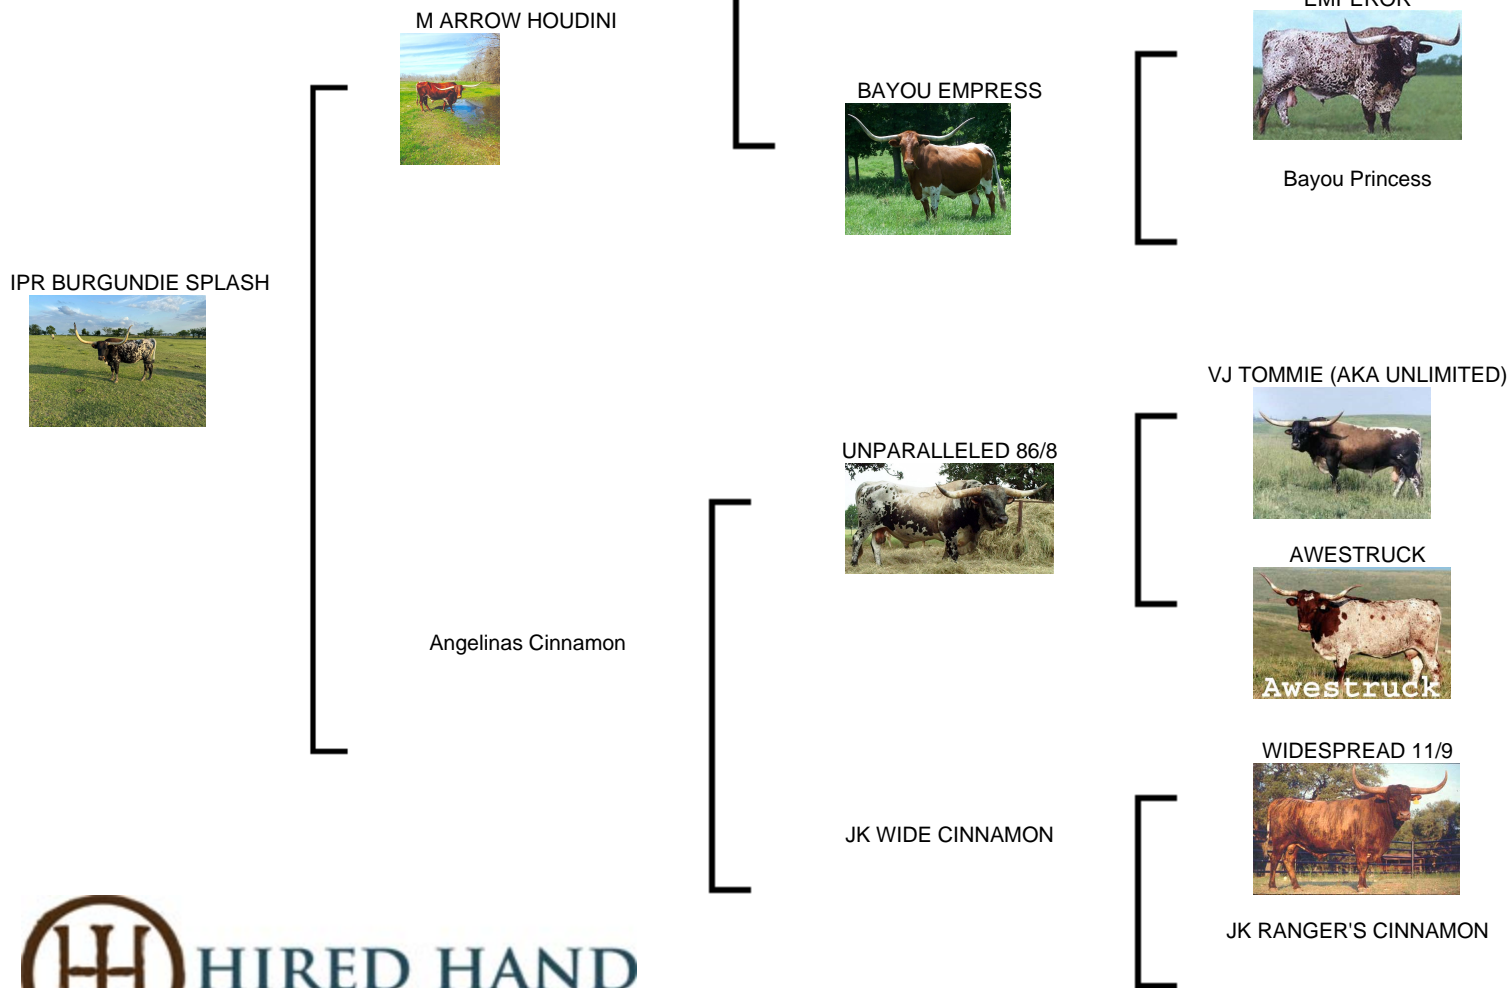 EMPEROR
M ARROW HOUDINI
BAYOU EMPRESS
Bayou Princess
IPR BURGUNDIE SPLASH
VJ TOMMIE (AKA UNLIMITED)
UNPARALLELED 86/8
AWESTRUCK
Awestruck
Angelinas Cinnamon
WIDESPREAD 11/9
JK WIDE CINNAMON
JK RANGER'S CINNAMON
HIRED HAND